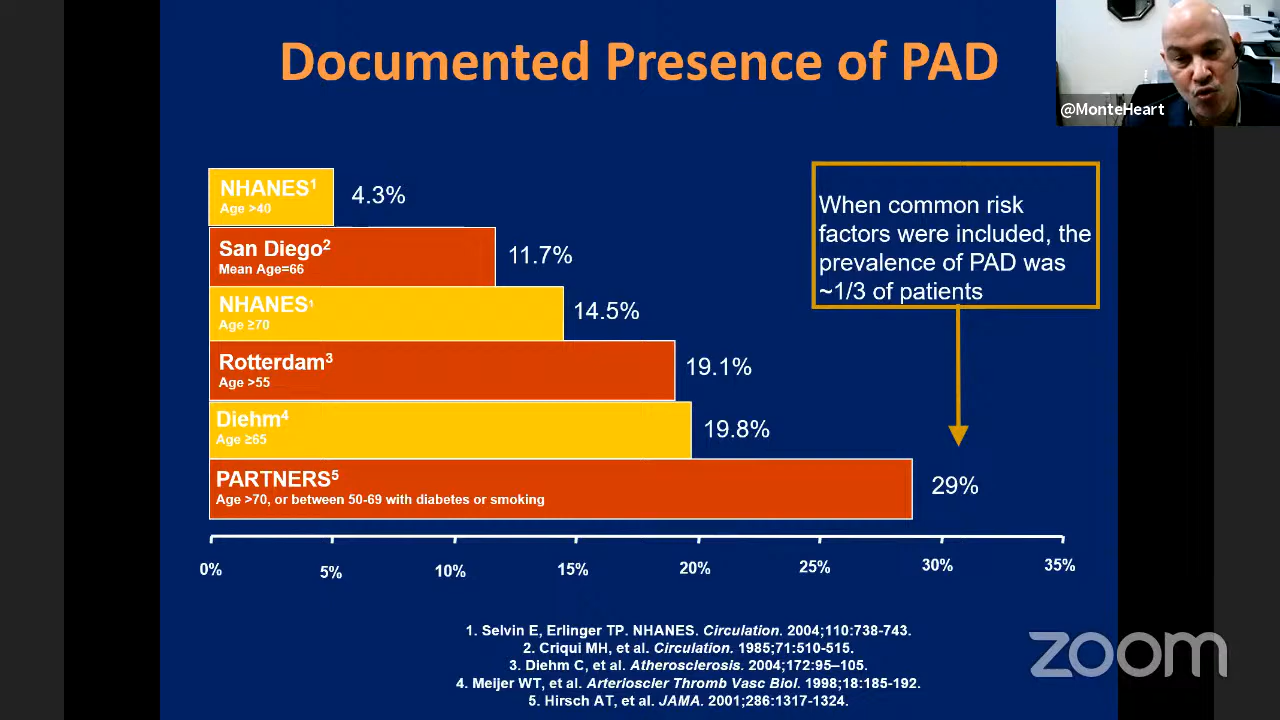 Documented Presence of PAD
@MonteHeart
NHANES¹
Age >40
4.3%
San Diego²
Mean Age=66
11.7%
NHANES¹
Age ≥70
14.5%
Rotterdam³
Age >55
19.1%
Diehm⁴
Age ≥65
19.8%
PARTNERS⁵
Age >70, or between 50-69 with diabetes or smoking
29%
When common risk
factors were included, the
prevalence of PAD was
~1/3 of patients
0% 5% 10% 15% 20% 25% 30% 35%
1. Selvin E, Erlinger TP. NHANES. Circulation. 2004;110:738-743.
2. Criqui MH, et al. Circulation. 1985;71:510-515.
3. Diehm C, et al. Atherosclerosis. 2004;172:95–105.
4. Meijer WT, et al. Arterioscler Thromb Vasc Biol. 1998;18:185-192.
5. Hirsch AT, et al. JAMA. 2001;286:1317-1324.
zoom